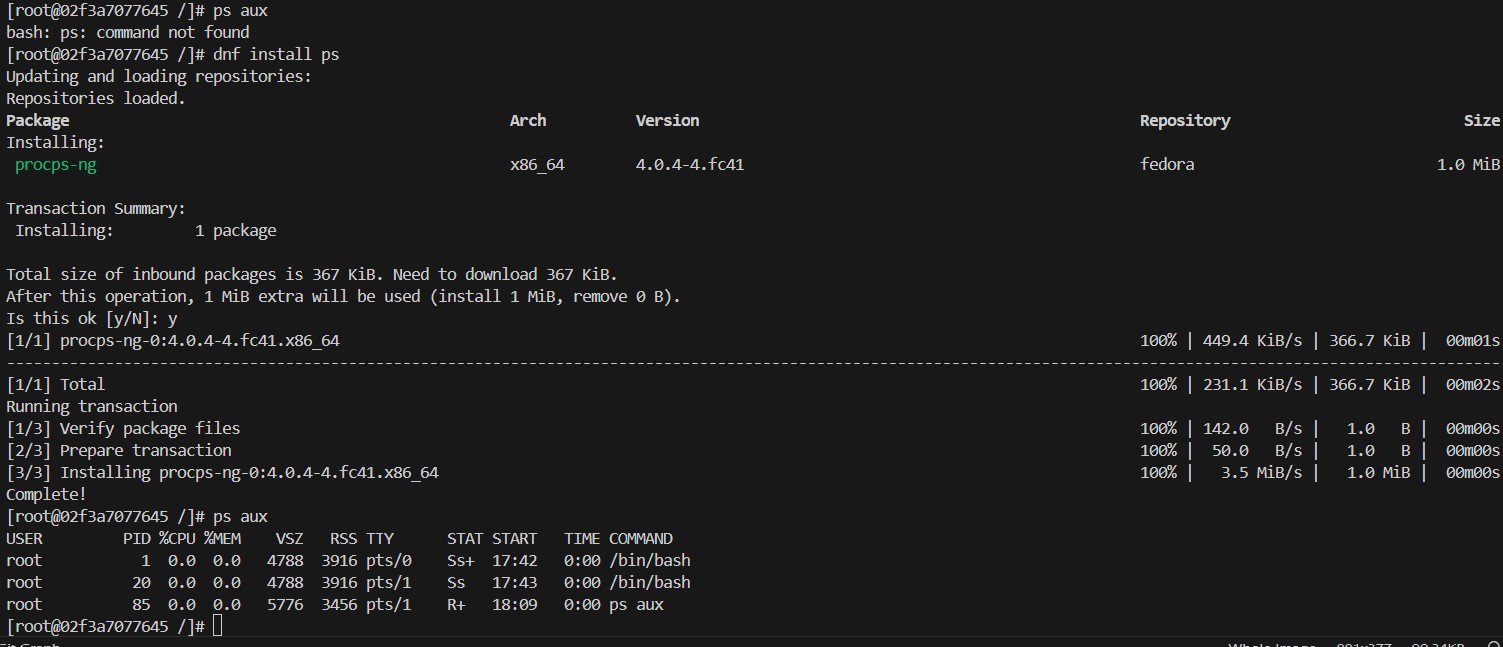 [root@02f3a7077645 /]# ps aux
bash: ps: command not found
[root@02f3a7077645 /]# dnf install ps
Updating and loading repositories:
Repositories loaded.
Package Arch Version Repository Size
Installing:
procps-ng x86_64 4.0.4-4.fc41 fedora 1.0 MiB
Transaction Summary:
Installing: 1 package
Total size of inbound packages is 367 KiB. Need to download 367 KiB.
After this operation, 1 MiB extra will be used (install 1 MiB, remove 0 B).
Is this ok [y/N]: y
[1/1] procps-ng-0:4.0.4-4.fc41.x86_64 100% | 449.4 KiB/s | 366.7 KiB | 00m01s
[1/1] Total 100% | 231.1 KiB/s | 366.7 KiB | 00m02s
Running transaction
[1/3] Verify package files 100% | 142.0 B/s | 1.0 B | 00m00s
[2/3] Prepare transaction 100% | 50.0 B/s | 1.0 B | 00m00s
[3/3] Installing procps-ng-0:4.0.4-4.fc41.x86_64 100% | 3.5 MiB/s | 1.0 MiB | 00m00s
Complete!
[root@02f3a7077645 /]# ps aux
USER PID %CPU %MEM VSZ RSS TTY STAT START TIME COMMAND
root 1 0.0 0.0 4788 3916 pts/0 Ss+ 17:42 0:00 /bin/bash
root 20 0.0 0.0 4788 3916 pts/1 Ss 17:43 0:00 /bin/bash
root 85 0.0 0.0 5776 3456 pts/1 R+ 18:09 0:00 ps aux
[root@02f3a7077645 /]#